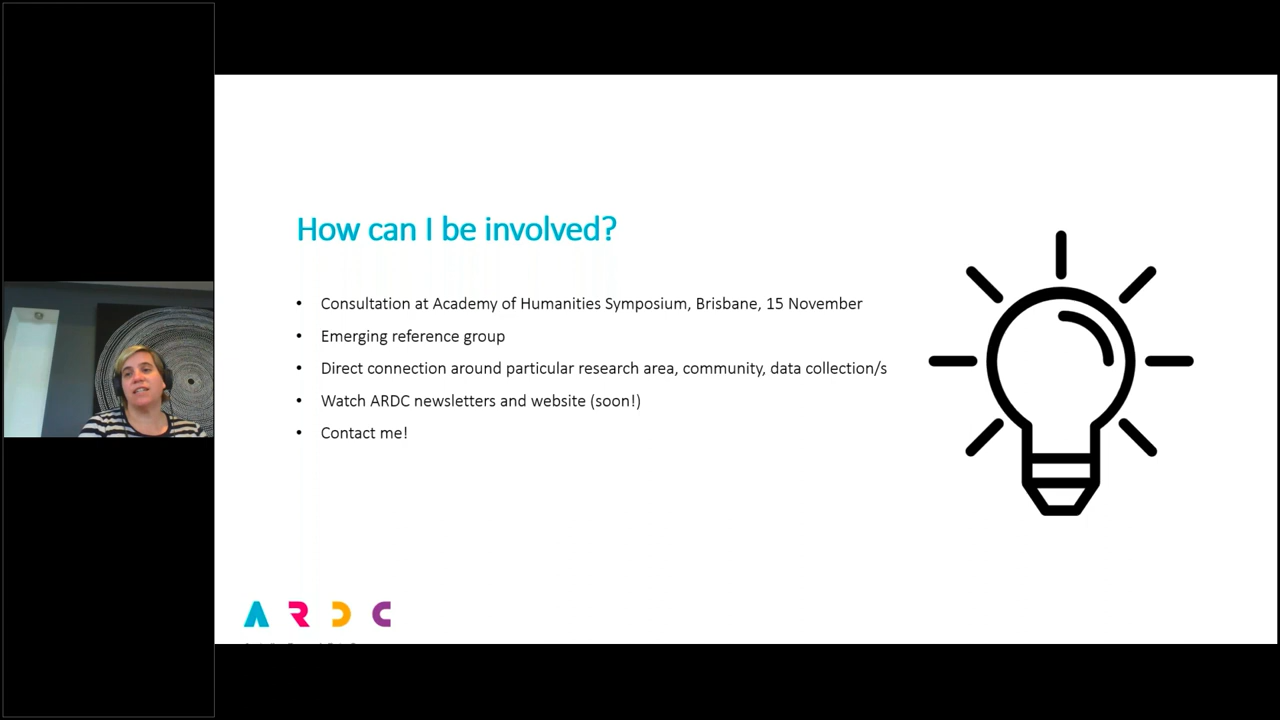 How can I be involved?
• Consultation at Academy of Humanities Symposium, Brisbane, 15 November
• Emerging reference group
• Direct connection around particular research area, community, data collection/s
• Watch ARDC newsletters and website (soon!)
• Contact me!
ARDC